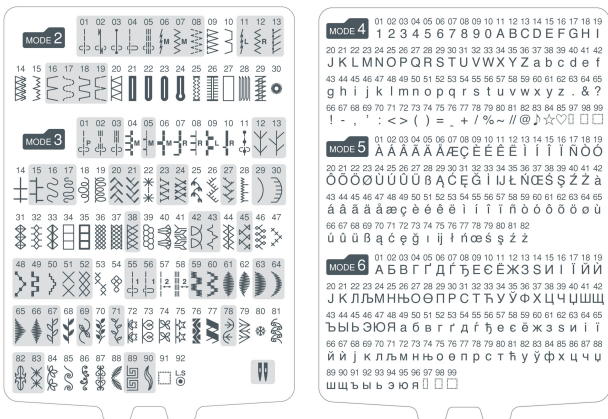 MODE 2 01 02 03 04 05 06 07 08 09 10 11 12 13
M M L R
14 15 16 17 18 19 20 21 22 23 24 25 26 27 28 29 30
MODE 3 01 02 03 04 05 06 07 08 09 10 11 12 13
P M M R L M
14 15 16 17 18 19 20 21 22 23 24 25 26 27 28 29 30
31 32 33 34 35 36 37 38 39 40 41 42 43 44 45 46 47
48 49 50 51 52 53 54 55 56 57 58 59 60 61 62 63 64
1 1 2 2
65 66 67 68 69 70 71 72 73 74 75 76 77 78 79 80 81
82 83 84 85 86 87 88 89 90 91 92
LS
MODE 4 01 02 03 04 05 06 07 08 09 10 11 12 13 14 15 16 17 18 19
1 2 3 4 5 6 7 8 9 0 A B C D E F G H I
20 21 22 23 24 25 26 27 28 29 30 31 32 33 34 35 36 37 38 39 40 41 42
J K L M N O P Q R S T U V W X Y Z a b c d e f
43 44 45 46 47 48 49 50 51 52 53 54 55 56 57 58 59 60 61 62 63 64 65
g h i j k l m n o p q r s t u v w x y z . & ?
66 67 68 69 70 71 72 73 74 75 76 77 78 79 80 81 82 83 84 85 97 98 99
! - , ' : < > ( ) = _ + / % ~ // @ ♪ ☆ ♡
MODE 5 01 02 03 04 05 06 07 08 09 10 11 12 13 14 15 16 17 18 19
À Á Â Ã Ä Å Æ Ç È É Ê Ë Ì Í Î Ï Ñ Ò Ó
20 21 22 23 24 25 26 27 28 29 30 31 32 33 34 35 36 37 38 39 40 41 42
Ô Õ Ö Ø Ù Ú Û Ü ß Ą Ć Ę Ğ İ IJ Ł Ń Œ Ś Ş Ź Ż à
43 44 45 46 47 48 49 50 51 52 53 54 55 56 57 58 59 60 61 62 63 64 65
á â ã ä å æ ç è é ê ë ì í î ï ñ ò ó ô õ ö ø ù
66 67 68 69 70 71 72 73 74 75 76 77 78 79 80 81 82
ú û ü ß ą ć ę ğ ı ij ł ń œ ś ş ź ż
MODE 6 01 02 03 04 05 06 07 08 09 10 11 12 13 14 15 16 17 18 19
А Б В Г Ґ Д Ѓ Ђ Е Є Ё Ж З Ѕ И І Ї Й Ѝ
20 21 22 23 24 25 26 27 28 29 30 31 32 33 34 35 36 37 38 39 40 41 42
Ј К Л Љ М Н Њ О Ѳ П Р С Т Ћ У Ў Ф Х Ц Ч Џ Ш Щ
43 44 45 46 47 48 49 50 51 52 53 54 55 56 57 58 59 60 61 62 63 64 65
Ъ Ы Ь Э Ю Я а б в г ґ д ѓ ђ е є ё ж з ѕ и і ї
66 67 68 69 70 71 72 73 74 75 76 77 78 79 80 81 82 83 84 85 86 87 88
й ѝ ј к л љ м н њ о ѳ п р с т ћ у ў ф х ц ч џ
89 90 91 92 93 94 95 96 97 98 99
ш щ ъ ы ь э ю я